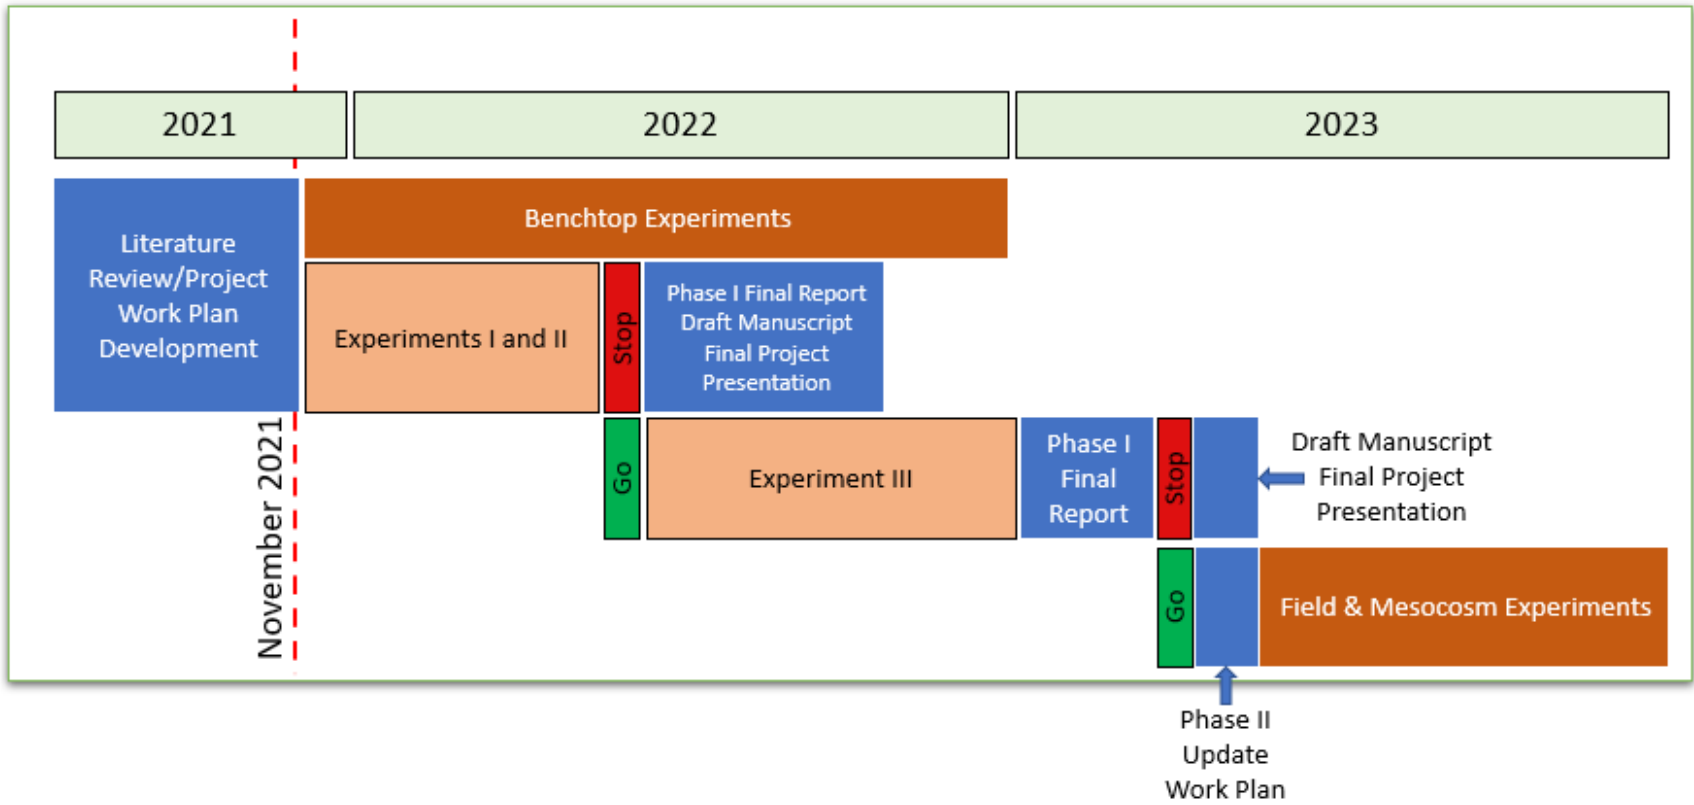 2021
2022
2023
Benchtop Experiments
Literature
Review/Project
Work Plan
Development
Experiments I and II
Stop
Phase I Final Report
Draft Manuscript
Final Project
Presentation
November 2021
Go
Experiment III
Phase I
Final
Report
Stop
Draft Manuscript
Final Project
Presentation
Go
Field & Mesocosm Experiments
Phase II
Update
Work Plan